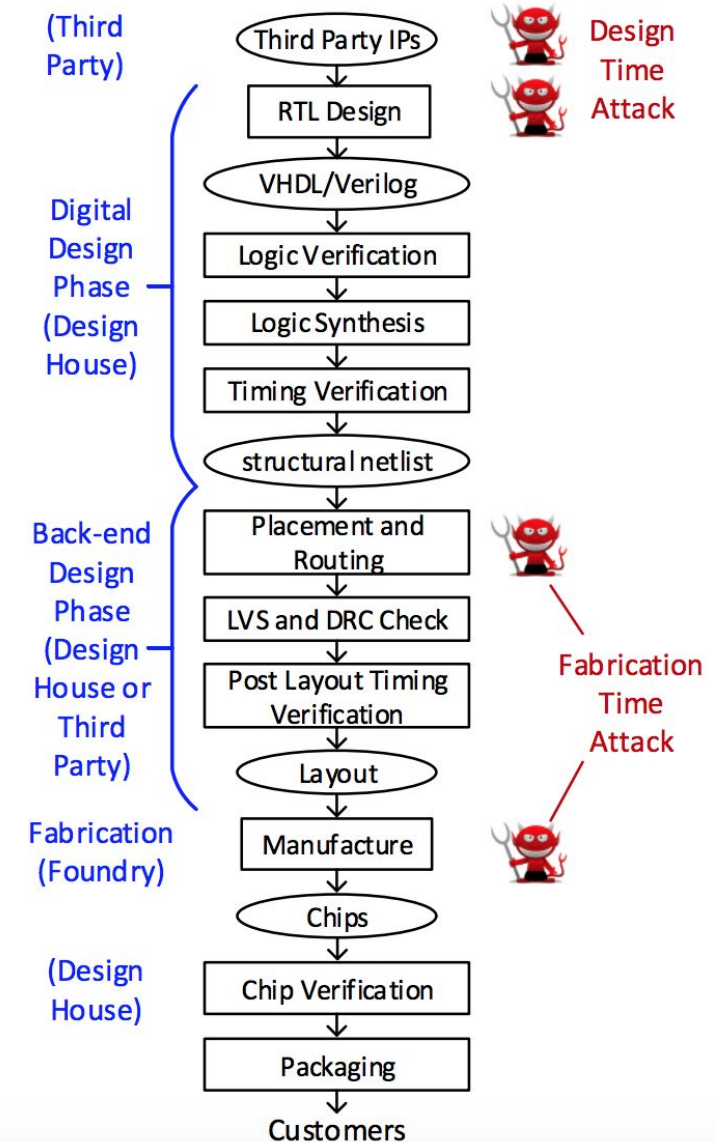 (Third
Party)
Third Party IPs
Design
Time
Attack
RTL Design
VHDL/Verilog
Digital
Design
Phase
(Design
House)
Logic Verification
Logic Synthesis
Timing Verification
structural netlist
Back-end
Design
Phase
(Design
House or
Third
Party)
Placement and
Routing
LVS and DRC Check
Post Layout Timing
Verification
Layout
Fabrication
Time
Attack
Fabrication
(Foundry)
Manufacture
Chips
(Design
House)
Chip Verification
Packaging
Customers